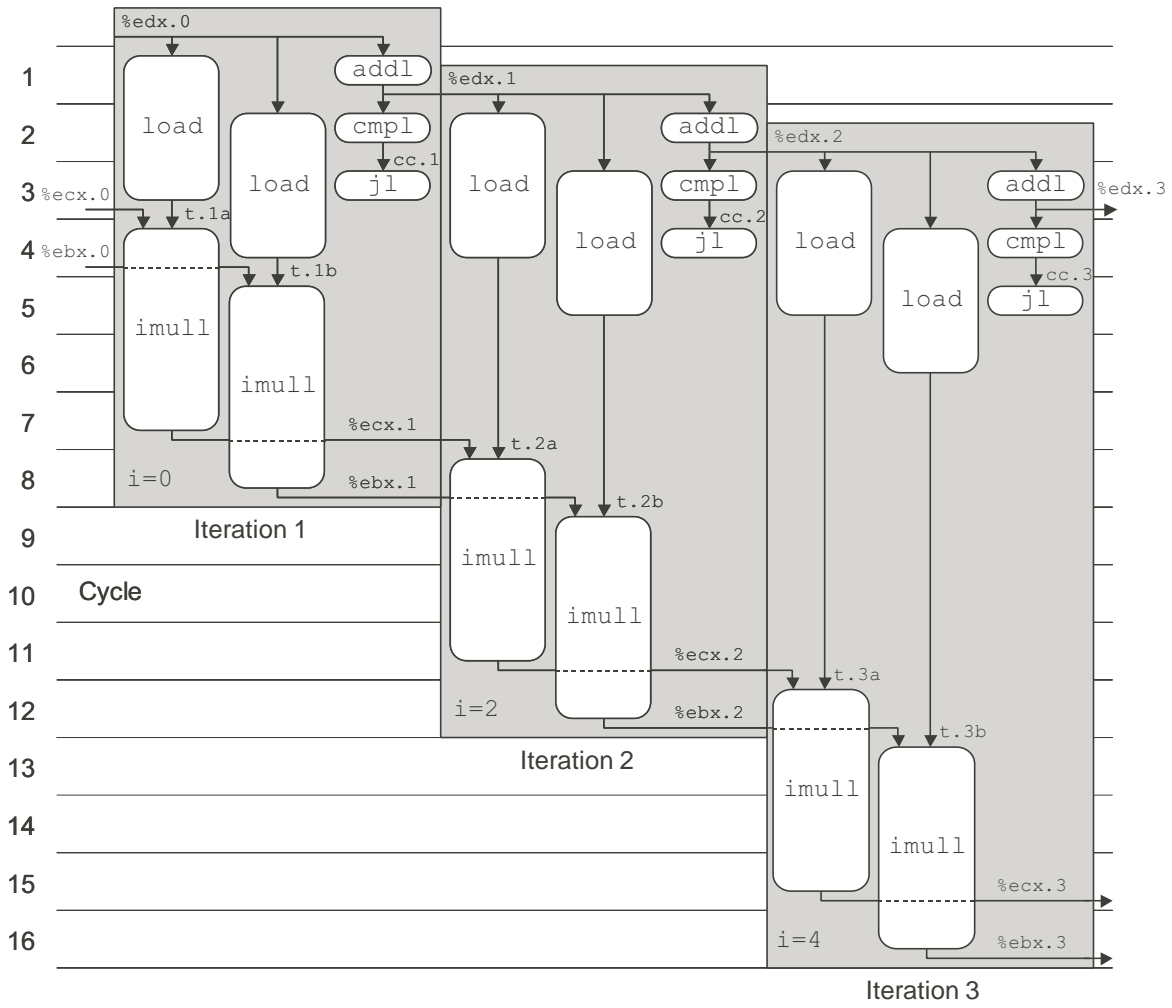 %edx.0
1
addl
%edx.1
load
2
cmpl
addl
%edx.2
load
cc.1
load
3
%ecx.0
jl
load
cmpl
load
addl
%edx.3
t.1a
cc.2
4
%ebx.0
load
jl
load
cmpl
t.1b
cc.3
5
imull
load
jl
6
imull
7
%ecx.1
t.2a
8
i=0
%ebx.1
t.2b
Iteration 1
9
imull
10
Cycle
imull
11
%ecx.2
t.3a
12
i=2
%ebx.2
t.3b
Iteration 2
13
imull
14
imull
15
%ecx.3
16
i=4
%ebx.3
Iteration 3